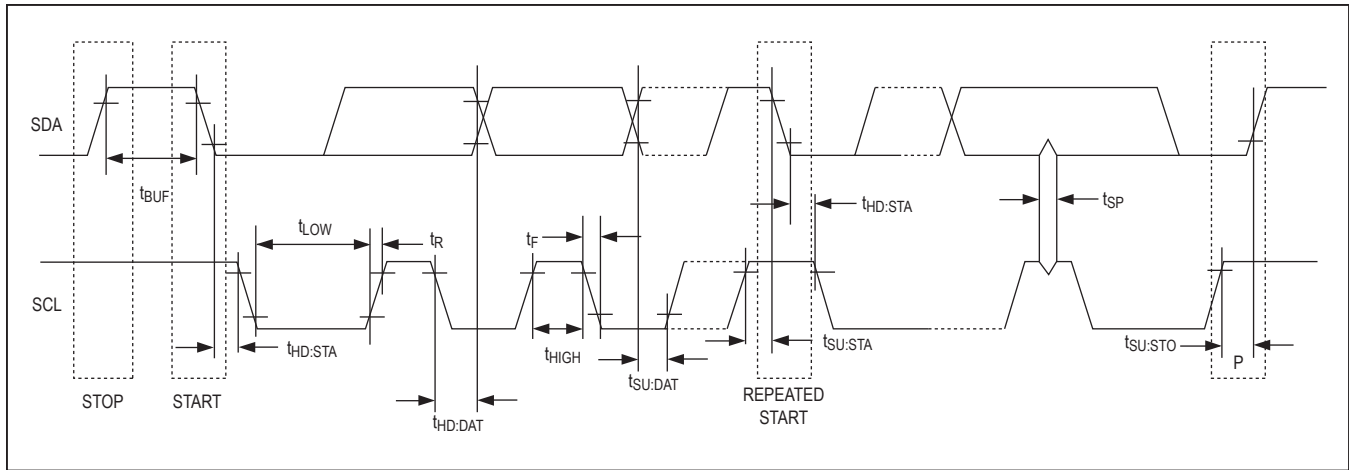 SDA
tBUF
tHD:STA
tSP
tLOW
tR
tF
SCL
tHD:STA
tHIGH
tSU:STA
tSU:STO
P
tSU:DAT
STOP
START
tHD:DAT
REPEATED
START